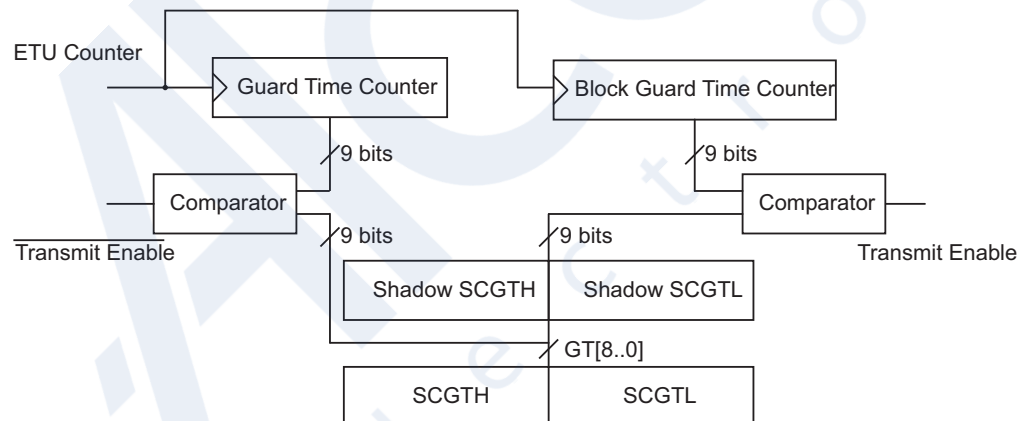 ETU Counter
Guard Time Counter
Block Guard Time Counter
9 bits
9 bits
Comparator
Comparator
Transmit Enable
9 bits
9 bits
Transmit Enable
Shadow SCGTH
Shadow SCGTL
GT[8..0]
SCGTH
SCGTL